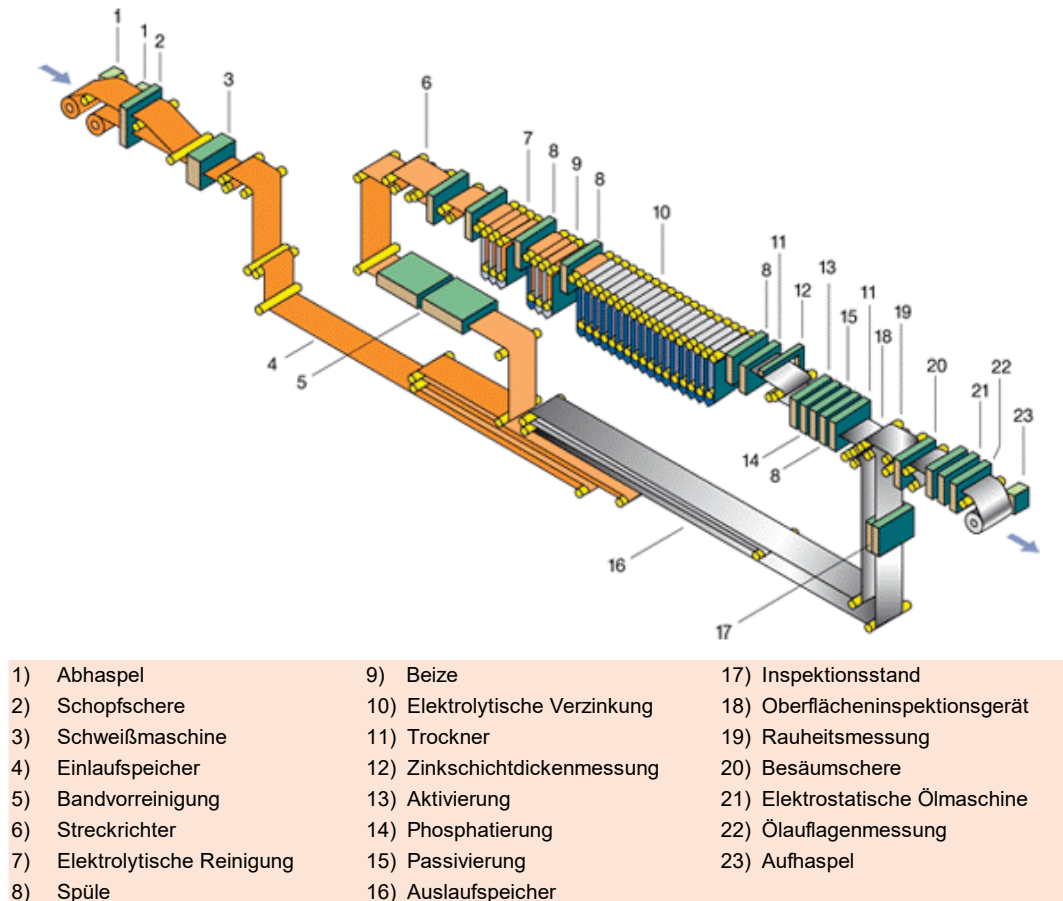 1
1
2
3
6
7
8
9
8
10
8
11
12
13
15
11
18
19
20
21
22
23
4
5
14
8
16
17
1) Abhaspel
2) Schopfschere
3) Schweißmaschine
4) Einlaufspeicher
5) Bandvorreinigung
6) Streckrichter
7) Elektrolytische Reinigung
8) Spüle
9) Beize
10) Elektrolytische Verzinkung
11) Trockner
12) Zinkschichtdickenmessung
13) Aktivierung
14) Phosphatierung
15) Passivierung
16) Auslaufspeicher
17) Inspektionsstand
18) Oberflächeninspektionsgerät
19) Rauheitsmessung
20) Besäumschere
21) Elektrostatische Ölmaschine
22) Ölauflagenmessung
23) Aufhaspel